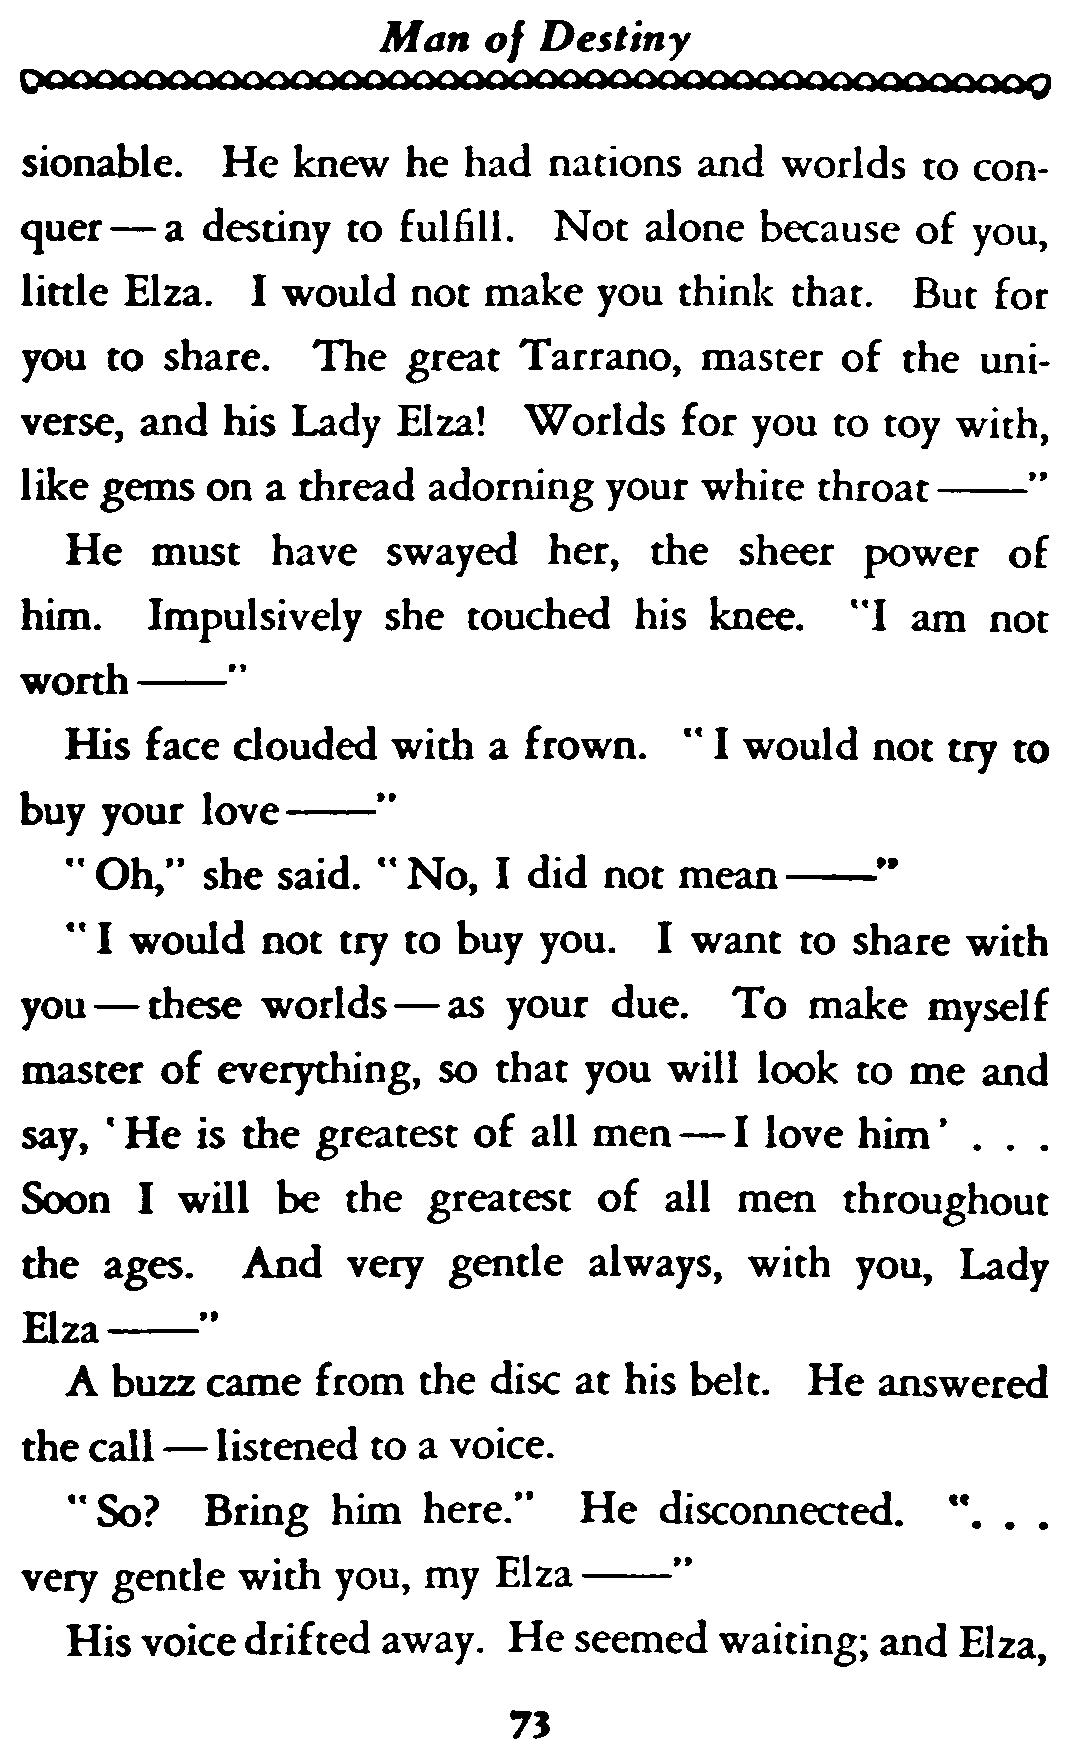 Man of Destiny
sionable. He knew he had nations and worlds to con-
quer — a destiny to fulfill. Not alone because of you,
little Elza. I would not make you think that. But for
you to share. The great Tarrano, master of the uni-
verse, and his Lady Elza! Worlds for you to toy with,
like gems on a thread adorning your white throat ——"
He must have swayed her, the sheer power of
him. Impulsively she touched his knee. "I am not
worth ——"
His face clouded with a frown. "I would not try to
buy your love ——"
"Oh," she said. "No, I did not mean ——"
"I would not try to buy you. I want to share with
you — these worlds — as your due. To make myself
master of everything, so that you will look to me and
say, 'He is the greatest of all men — I love him' . . .
Soon I will be the greatest of all men throughout
the ages. And very gentle always, with you, Lady
Elza ——"
A buzz came from the disc at his belt. He answered
the call — listened to a voice.
"So? Bring him here." He disconnected. ". . .
very gentle with you, my Elza ——"
His voice drifted away. He seemed waiting; and Elza,
73